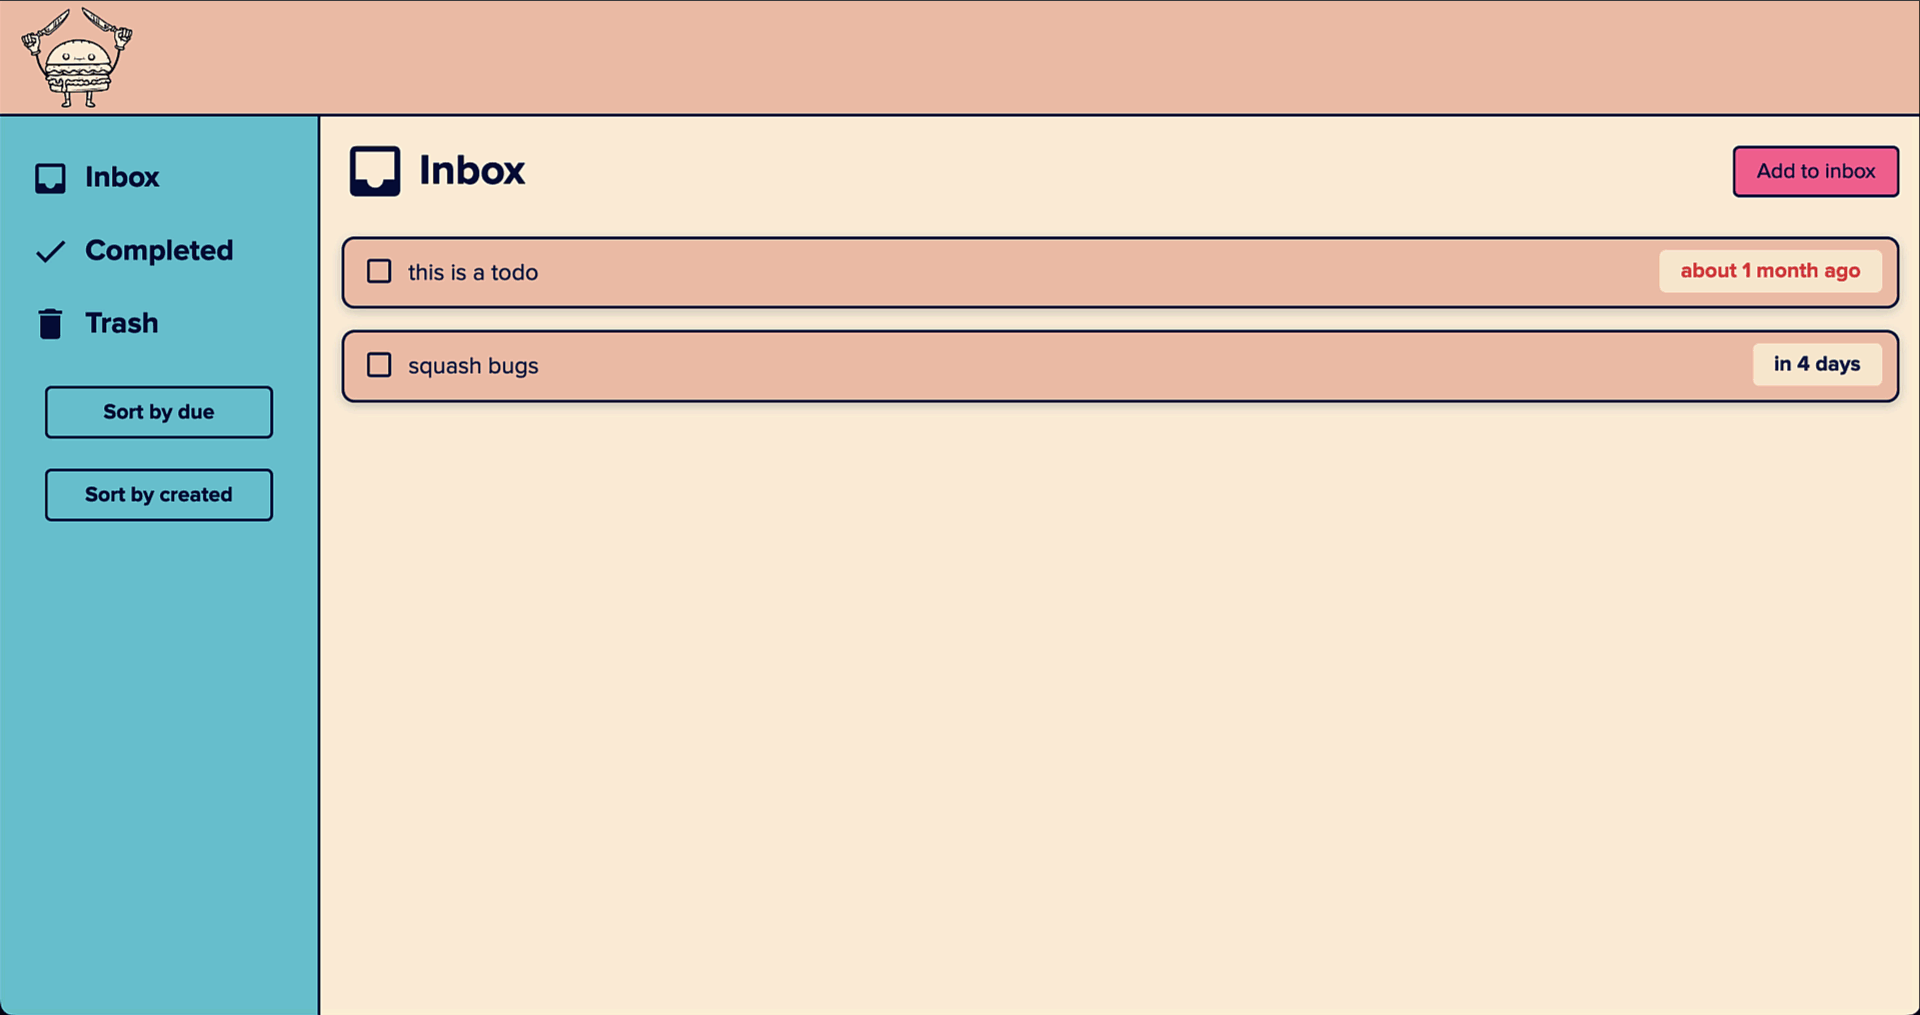 Inbox
Completed
Trash
Sort by due
Sort by created
Inbox
Add to inbox
this is a todo
about 1 month ago
squash bugs
in 4 days